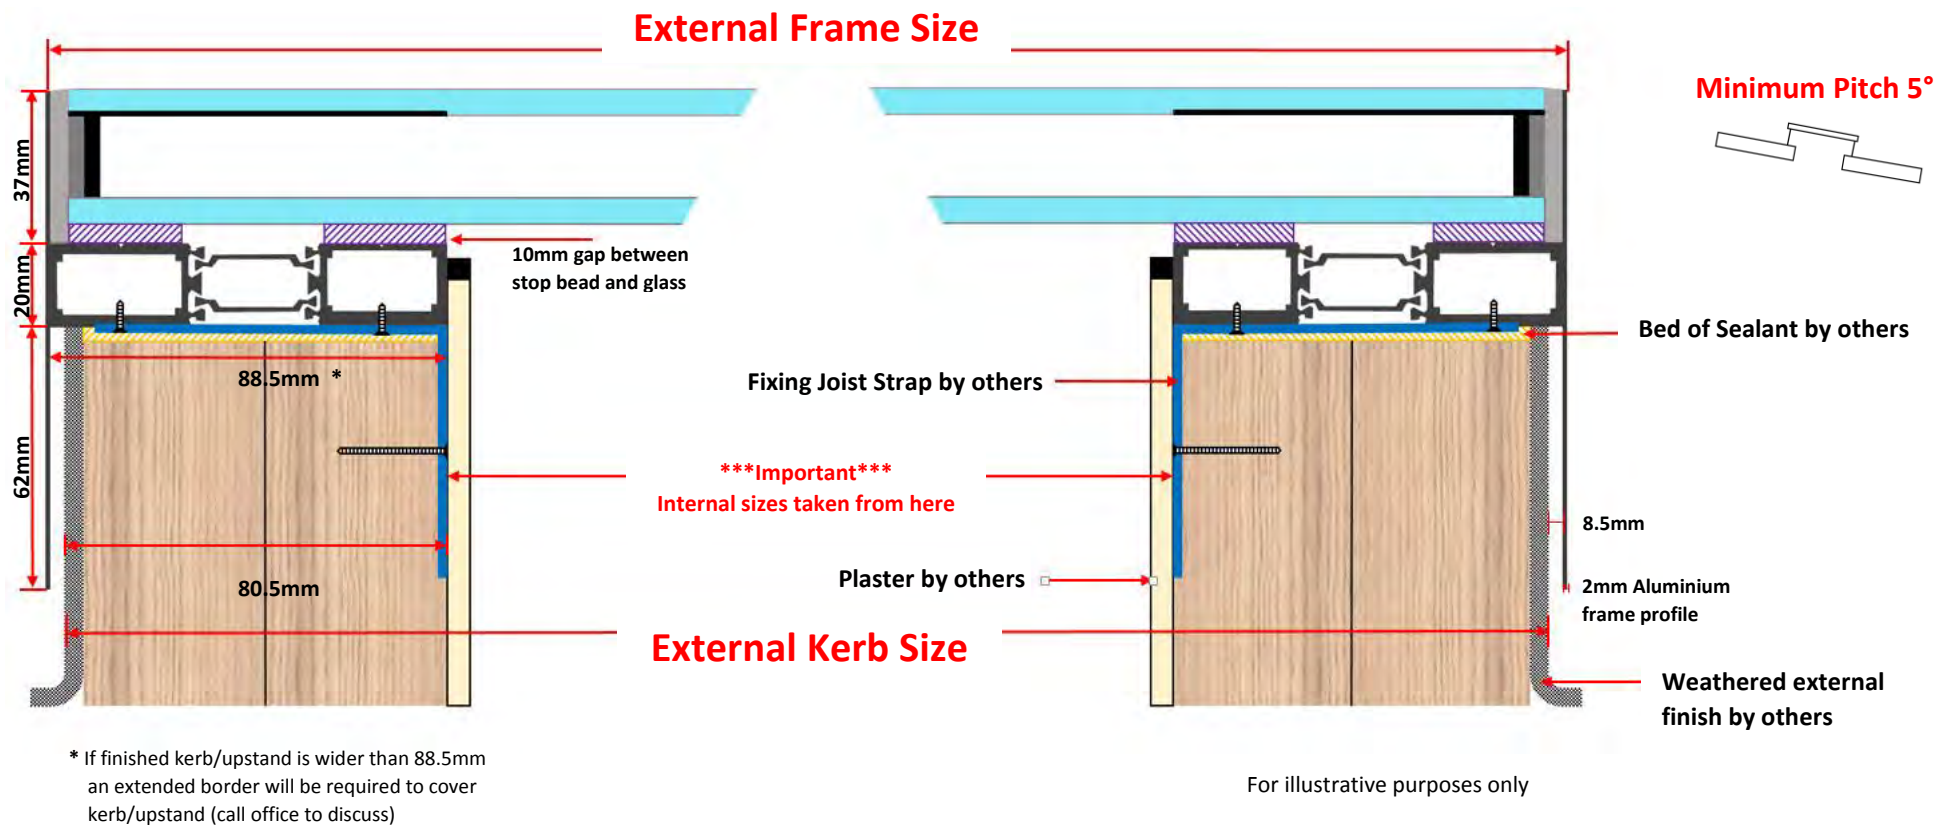 External Frame Size
Minimum Pitch 5°
37mm
10mm gap between
stop bead and glass
20mm
Bed of Sealant by others
88.5mm *
Fixing Joist Strap by others
62mm
***Important***
Internal sizes taken from here
8.5mm
Plaster by others
80.5mm
2mm Aluminium
frame profile
External Kerb Size
Weathered external
finish by others
* If finished kerb/upstand is wider than 88.5mm
an extended border will be required to cover
kerb/upstand (call office to discuss)
For illustrative purposes only